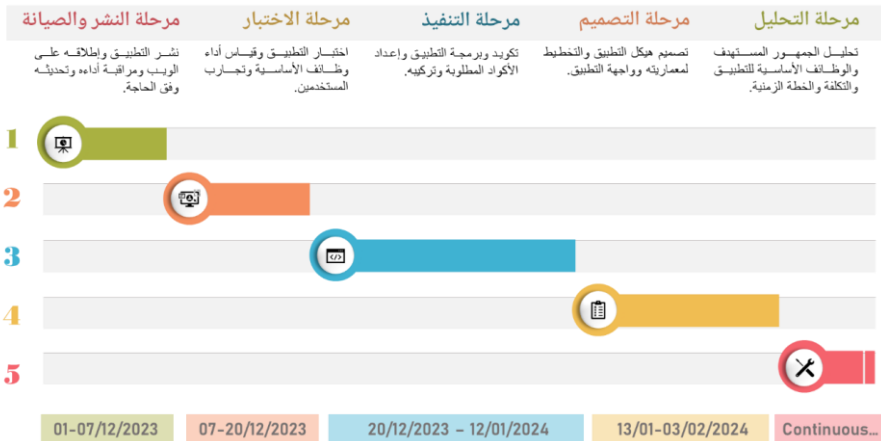 مرحلة التحليل
تحليل الجمهور المستهدف
والوظائف الأساسية للتطبيق
والتكلفة والخطة الزمنية.
مرحلة التصميم
تصميم هيكل التطبيق والتخطيط
لمعماريته وواجهة التطبيق.
مرحلة التنفيذ
تكويد وبرمجة التطبيق وإعداد
الأكواد المطلوبة وتركيبه.
مرحلة الاختبار
اختبار التطبيق وقياس أداء
وظائف الأساسية وتجارب
المستخدمين.
مرحلة النشر والصيانة
نشر التطبيق وإطلاقه على
الويب ومراقبة أداءه وتحديثه
وفق الحاجة.
1
2
3
4
5
01-07/12/2023
07-20/12/2023
20/12/2023 – 12/01/2024
13/01-03/02/2024
Continuous...